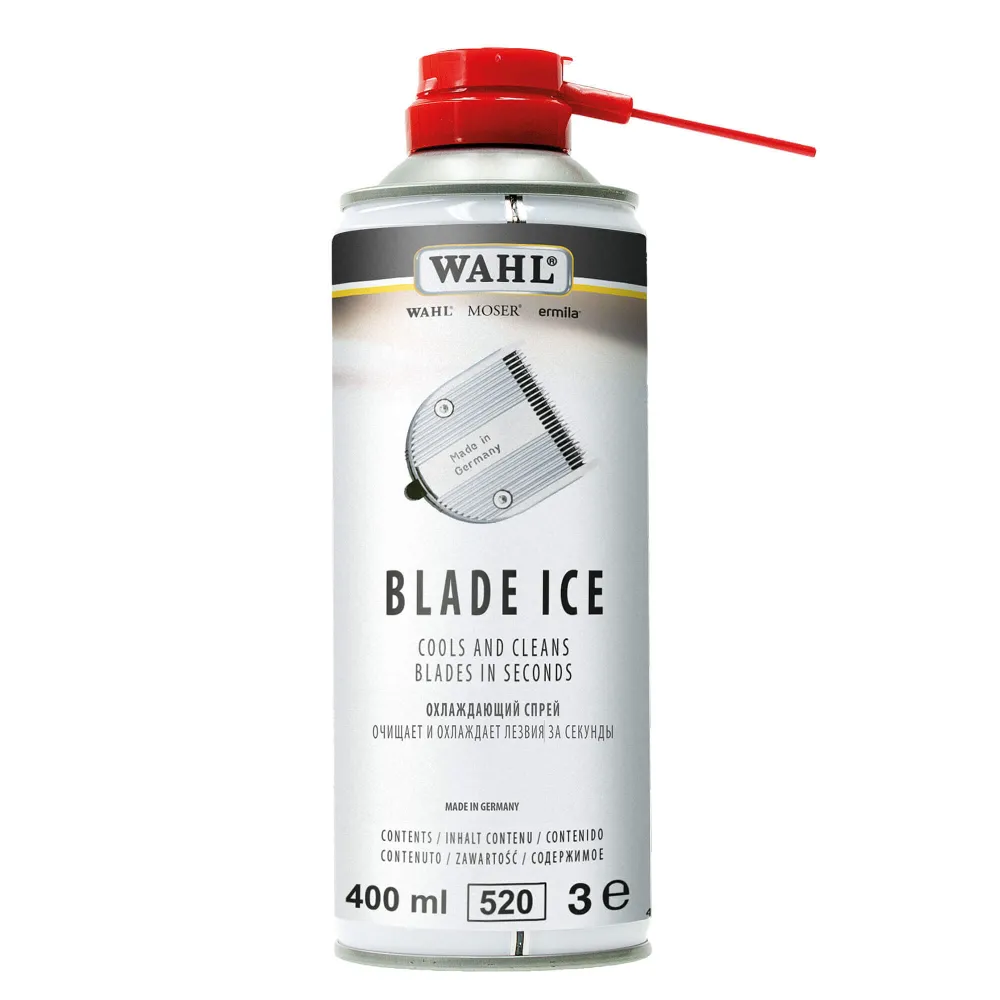 WAHL®
WAHL® MOSER® ermila®
Made in
Germany
BLADE ICE
COOLS AND CLEANS
BLADES IN SECONDS
ОХЛАЖДАЮЩИЙ СПРЕЙ
ОЧИЩАЕТ И ОХЛАЖДАЕТ ЛЕЗВИЯ ЗА СЕКУНДЫ
MADE IN GERMANY
CONTENTS / INHALT CONTENU / CONTENIDO
CONTENUTO / ZAWARTOŚĆ / СОДЕРЖИМОЕ
400 ml 520 3 ℮